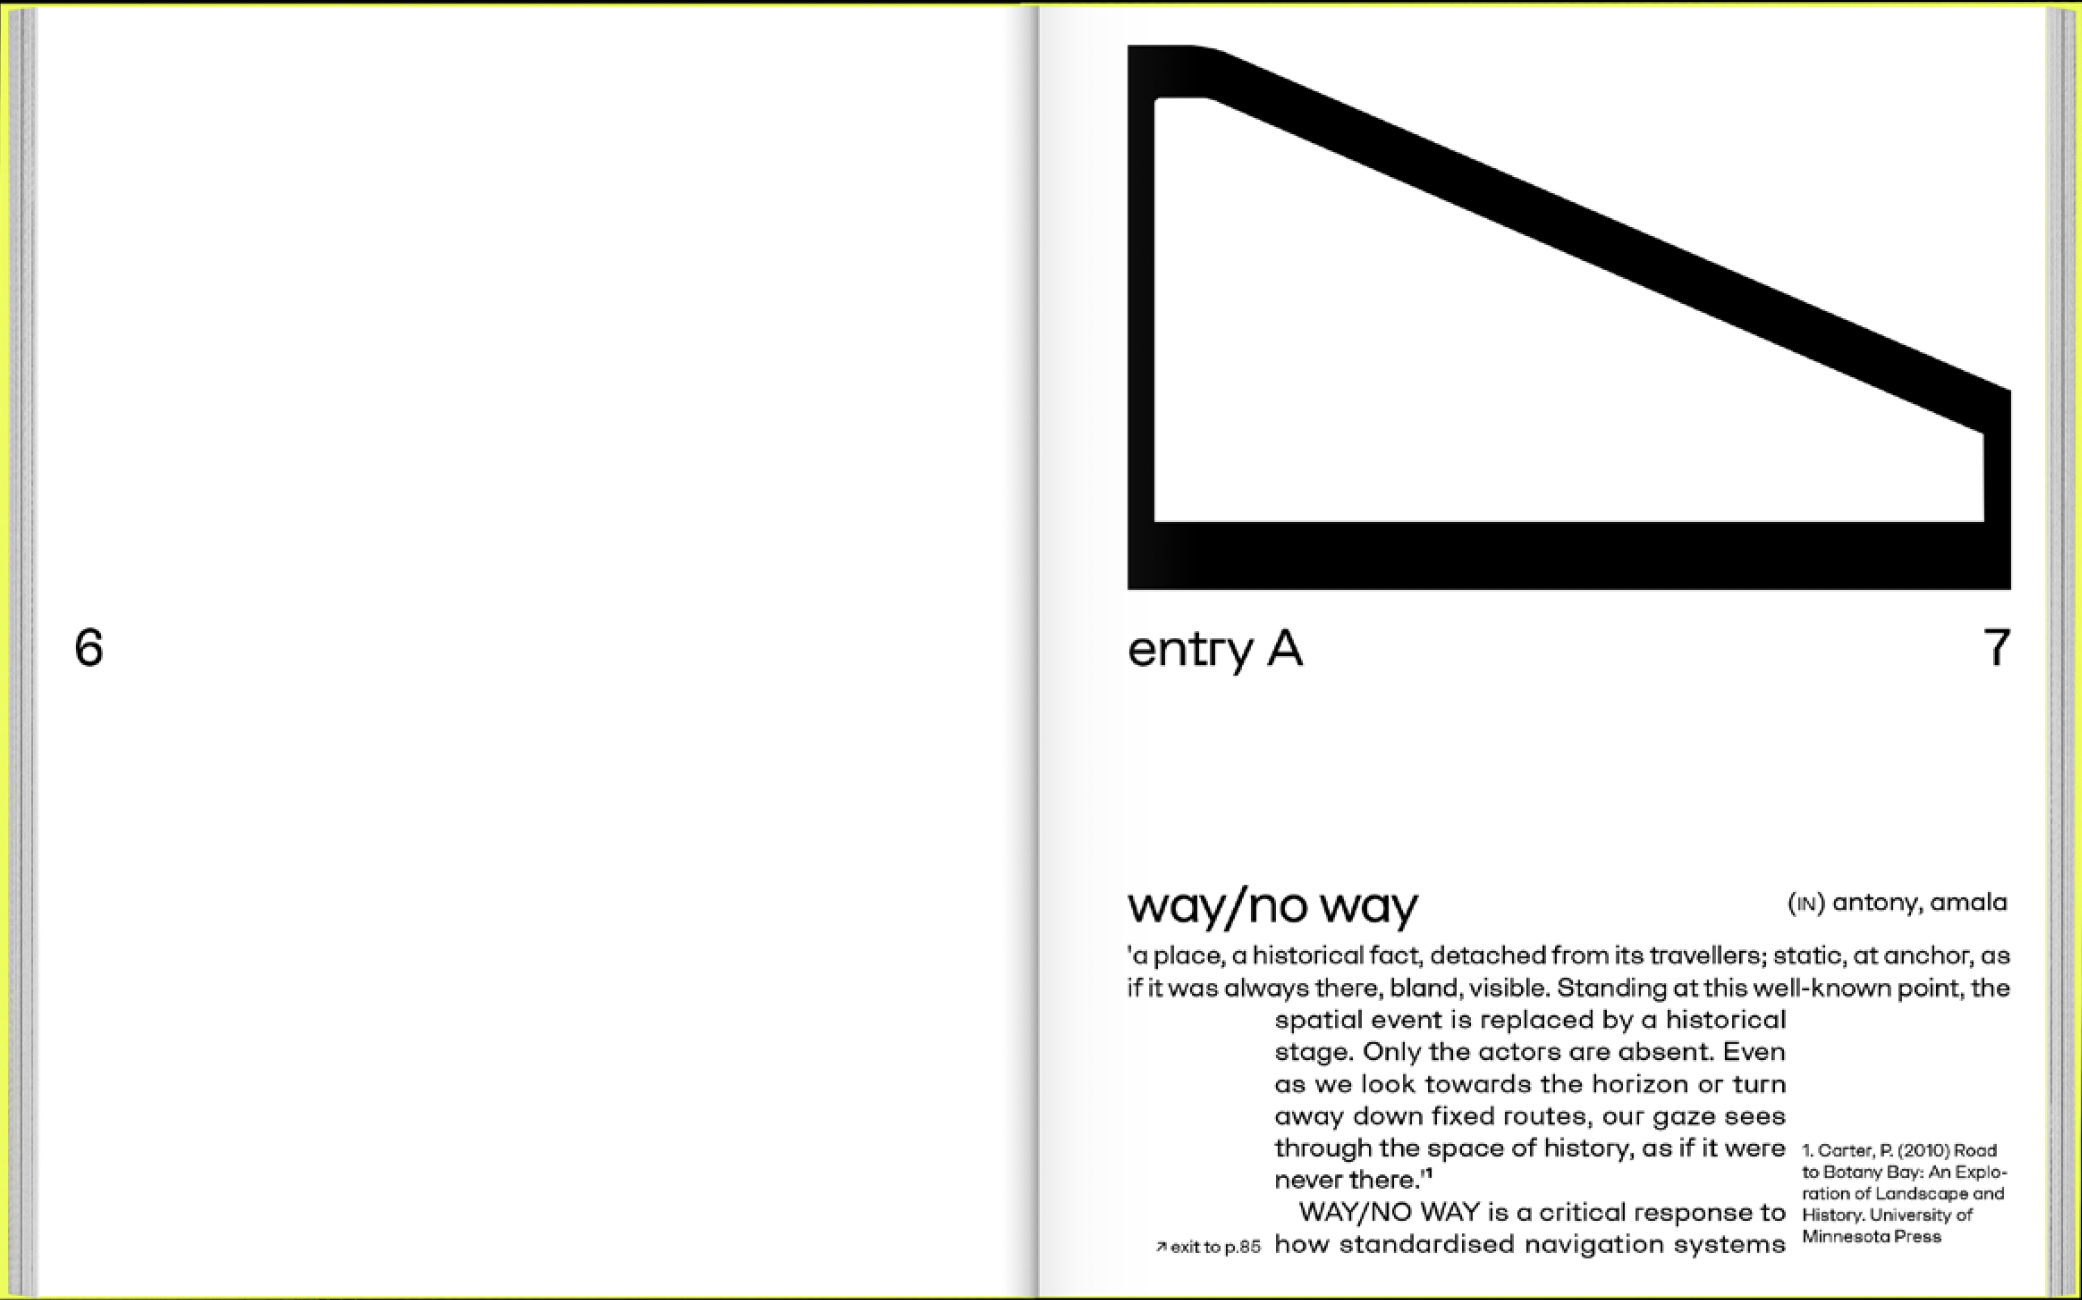 6
entry A
7
way/no way
(IN) antony, amala
'a place, a historical fact, detached from its travellers; static, at anchor, as
if it was always there, bland, visible. Standing at this well-known point, the
spatial event is replaced by a historical
stage. Only the actors are absent. Even
as we look towards the horizon or turn
away down fixed routes, our gaze sees
through the space of history, as if it were
never there.'¹
WAY/NO WAY is a critical response to
↗ exit to p.85
how standardised navigation systems
1. Carter, P. (2010) Road
to Botany Bay: An Explo-
ration of Landscape and
History. University of
Minnesota Press